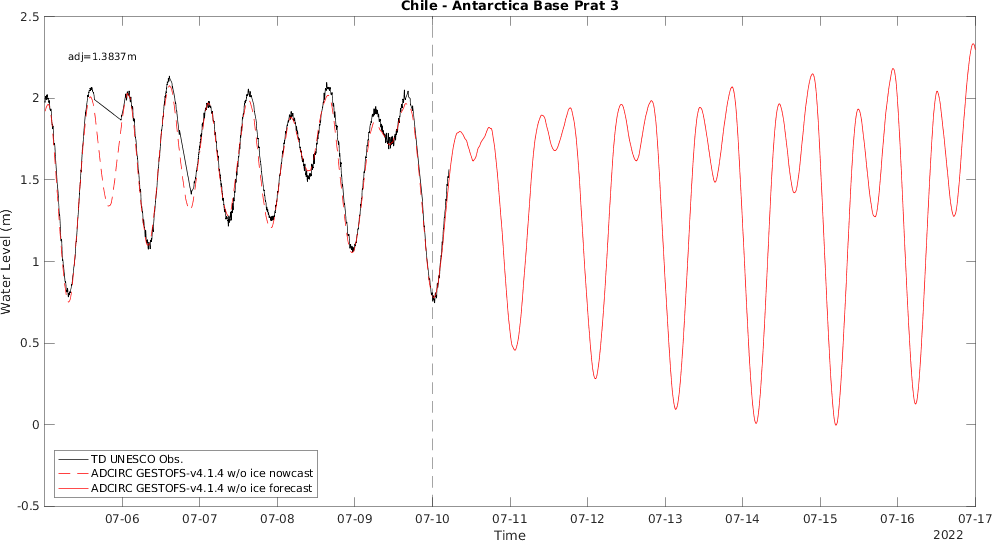 Chile - Antarctica Base Prat 3
adj=1.3837m
2.5
2
1.5
1
0.5
0
-0.5
Water Level (m)
TD UNESCO Obs.
ADCIRC GESTOFS-v4.1.4 w/o ice nowcast
ADCIRC GESTOFS-v4.1.4 w/o ice forecast
07-06 07-07 07-08 07-09 07-10 07-11 07-12 07-13 07-14 07-15 07-16 07-17
Time
2022